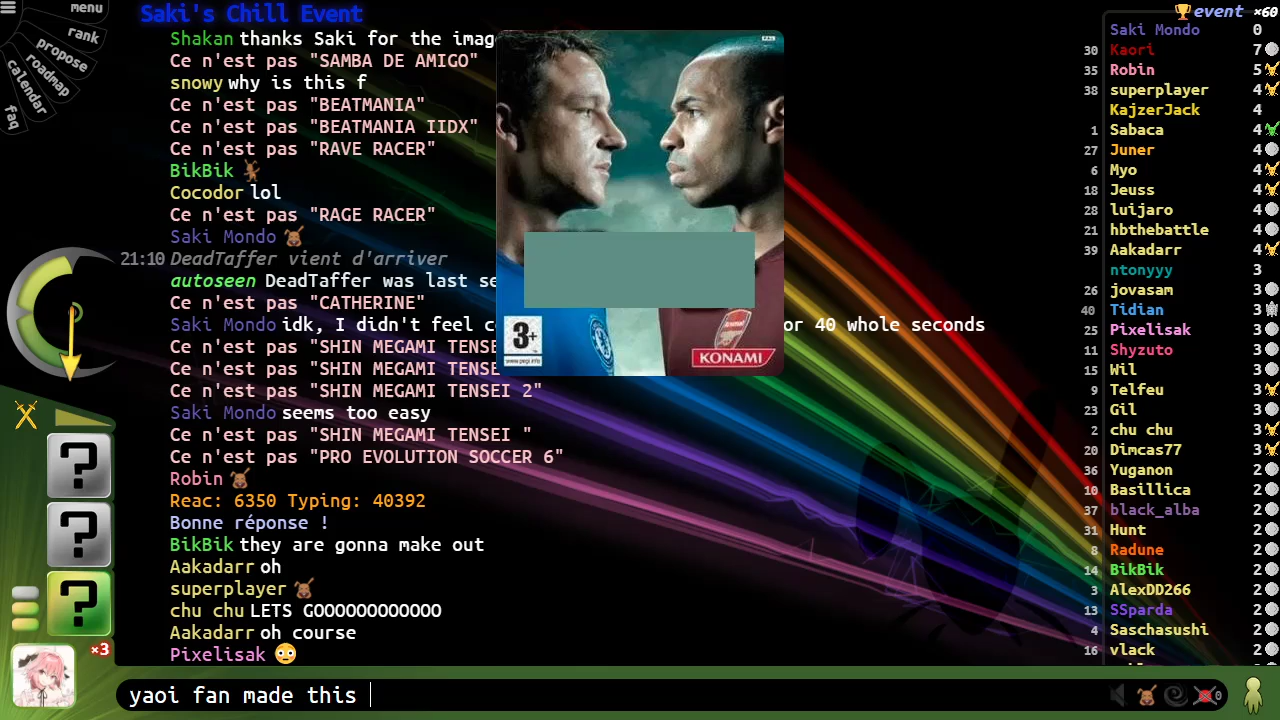 menu
rank
propose
roadmap
calendar
faq
Saki's Chill Event
Shakan thanks Saki for the imag
Ce n'est pas "SAMBA DE AMIGO"
snowy why is this f
Ce n'est pas "BEATMANIA"
Ce n'est pas "BEATMANIA IIDX"
Ce n'est pas "RAVE RACER"
BikBik
Cocodor lol
Ce n'est pas "RAGE RACER"
Saki Mondo
21:10 DeadTaffer vient d'arriver
autoseen DeadTaffer was last se
Ce n'est pas "CATHERINE"
Saki Mondo idk, I didn't feel c or 40 whole seconds
Ce n'est pas "SHIN MEGAMI TENSE
Ce n'est pas "SHIN MEGAMI TENSE
Ce n'est pas "SHIN MEGAMI TENSEI 2"
Saki Mondo seems too easy
Ce n'est pas "SHIN MEGAMI TENSEI "
Ce n'est pas "PRO EVOLUTION SOCCER 6"
Robin
Reac: 6350 Typing: 40392
Bonne réponse !
BikBik they are gonna make out
Aakadarr oh
superplayer
chu chu LETS GOOOOOOOOOOOO
Aakadarr oh course
Pixelisak
×3
yaoi fan made this
3+
www.pegi.info
Arsenal
KONAMI
event ×60
Saki Mondo 0
30 Kaori 7
35 Robin 5
38 superplayer 4
KajzerJack 4
1 Sabaca 4
27 Juner 4
6 Myo 4
18 Jeuss 4
28 luijaro 4
21 hbthebattle 4
39 Aakadarr 4
ntonyyy 3
26 jovasam 3
40 Tidian 3
25 Pixelisak 3
11 Shyzuto 3
15 Wil 3
9 Telfeu 3
23 Gil 3
2 chu chu 3
20 Dimcas77 3
36 Yuganon 2
10 Basillica 2
37 black_alba 2
31 Hunt 2
8 Radune 2
14 BikBik 2
3 AlexDD266 2
13 SSparda 2
4 Saschasushi 2
16 vlack 2
0